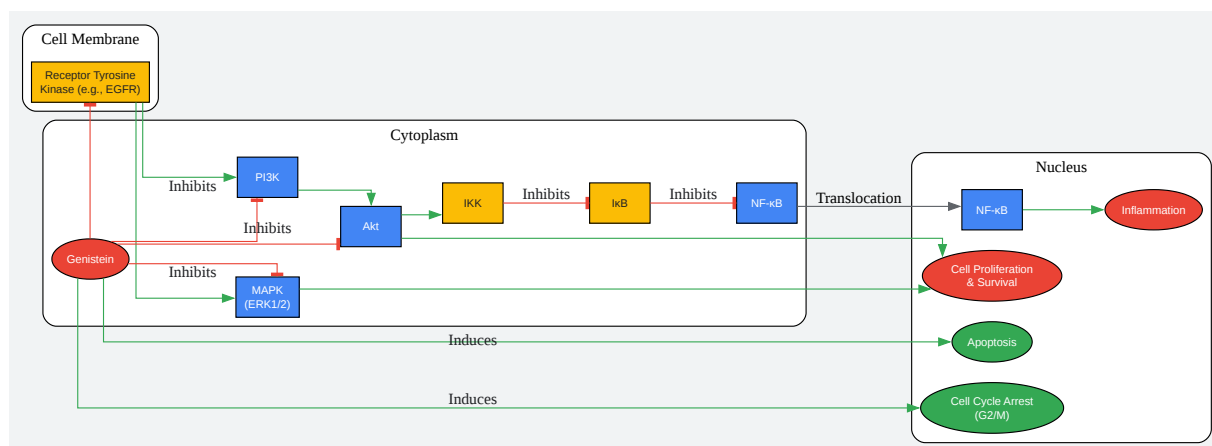 Cell Membrane
Receptor Tyrosine
Kinase (e.g., EGFR)
Cytoplasm
Nucleus
Inhibits
PI3K
Inhibits
Akt
IKK
Inhibits
IκB
Inhibits
NF-κB
Translocation
NF-κB
Inflammation
Genistein
Inhibits
MAPK
(ERK1/2)
Cell Proliferation
& Survival
Induces
Apoptosis
Induces
Cell Cycle Arrest
(G2/M)